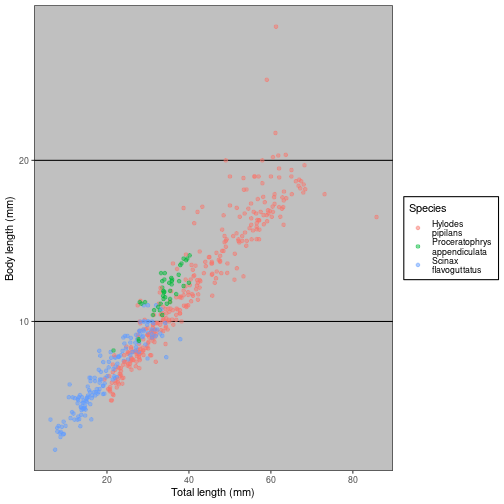 Body length (mm)
20
10
20
40
60
80
Total length (mm)
Species
Hylodes
pipilans
Proceratophrys
appendiculata
Scinax
flavoguttatus